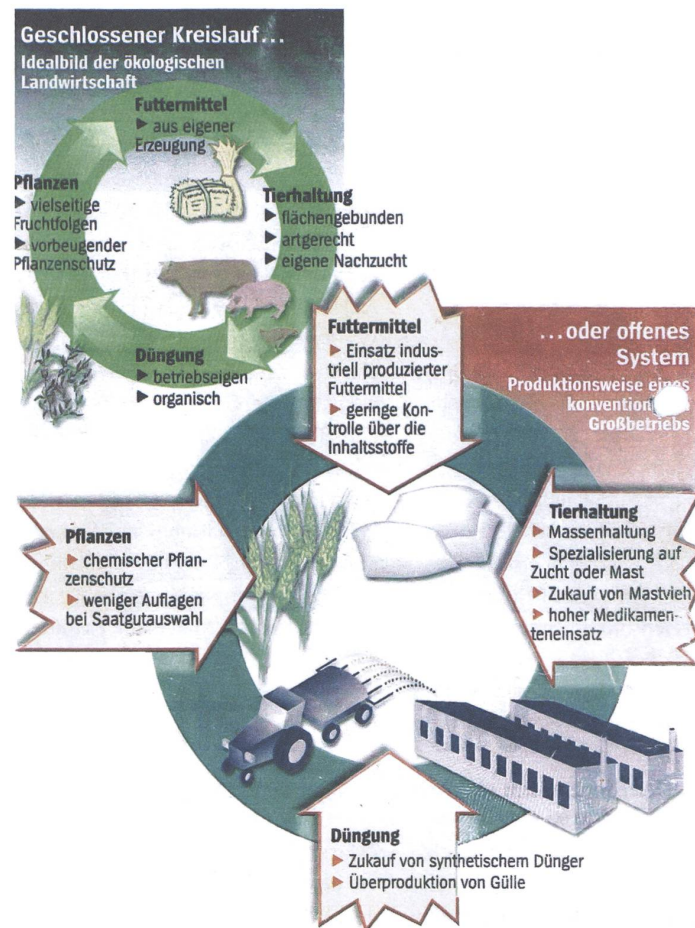 Geschlossener Kreislauf...
Idealbild der ökologischen
Landwirtschaft
Futtermittel
► aus eigener
Erzeugung
Pflanzen
► vielseitige
Fruchtfolgen
► vorbeugender
Pflanzenschutz
Tierhaltung
► flächengebunden
► artgerecht
► eigene Nachzucht
Düngung
► betriebseigen
► organisch
...oder offenes
System
Produktionsweise eines
konvention
Großbetriebs
Futtermittel
► Einsatz indus-
triell produzierter
Futtermittel
► geringe Kon-
trolle über die
Inhaltsstoffe
Pflanzen
► chemischer Pflan-
zenschutz
► weniger Auflagen
bei Saatgutauswahl
Tierhaltung
► Massenhaltung
► Spezialisierung auf
Zucht oder Mast
► Zukauf von Mastvieh
► hoher Medikamen-
teneinsatz
Düngung
► Zukauf von synthetischem Dünger
► Überproduktion von Gülle